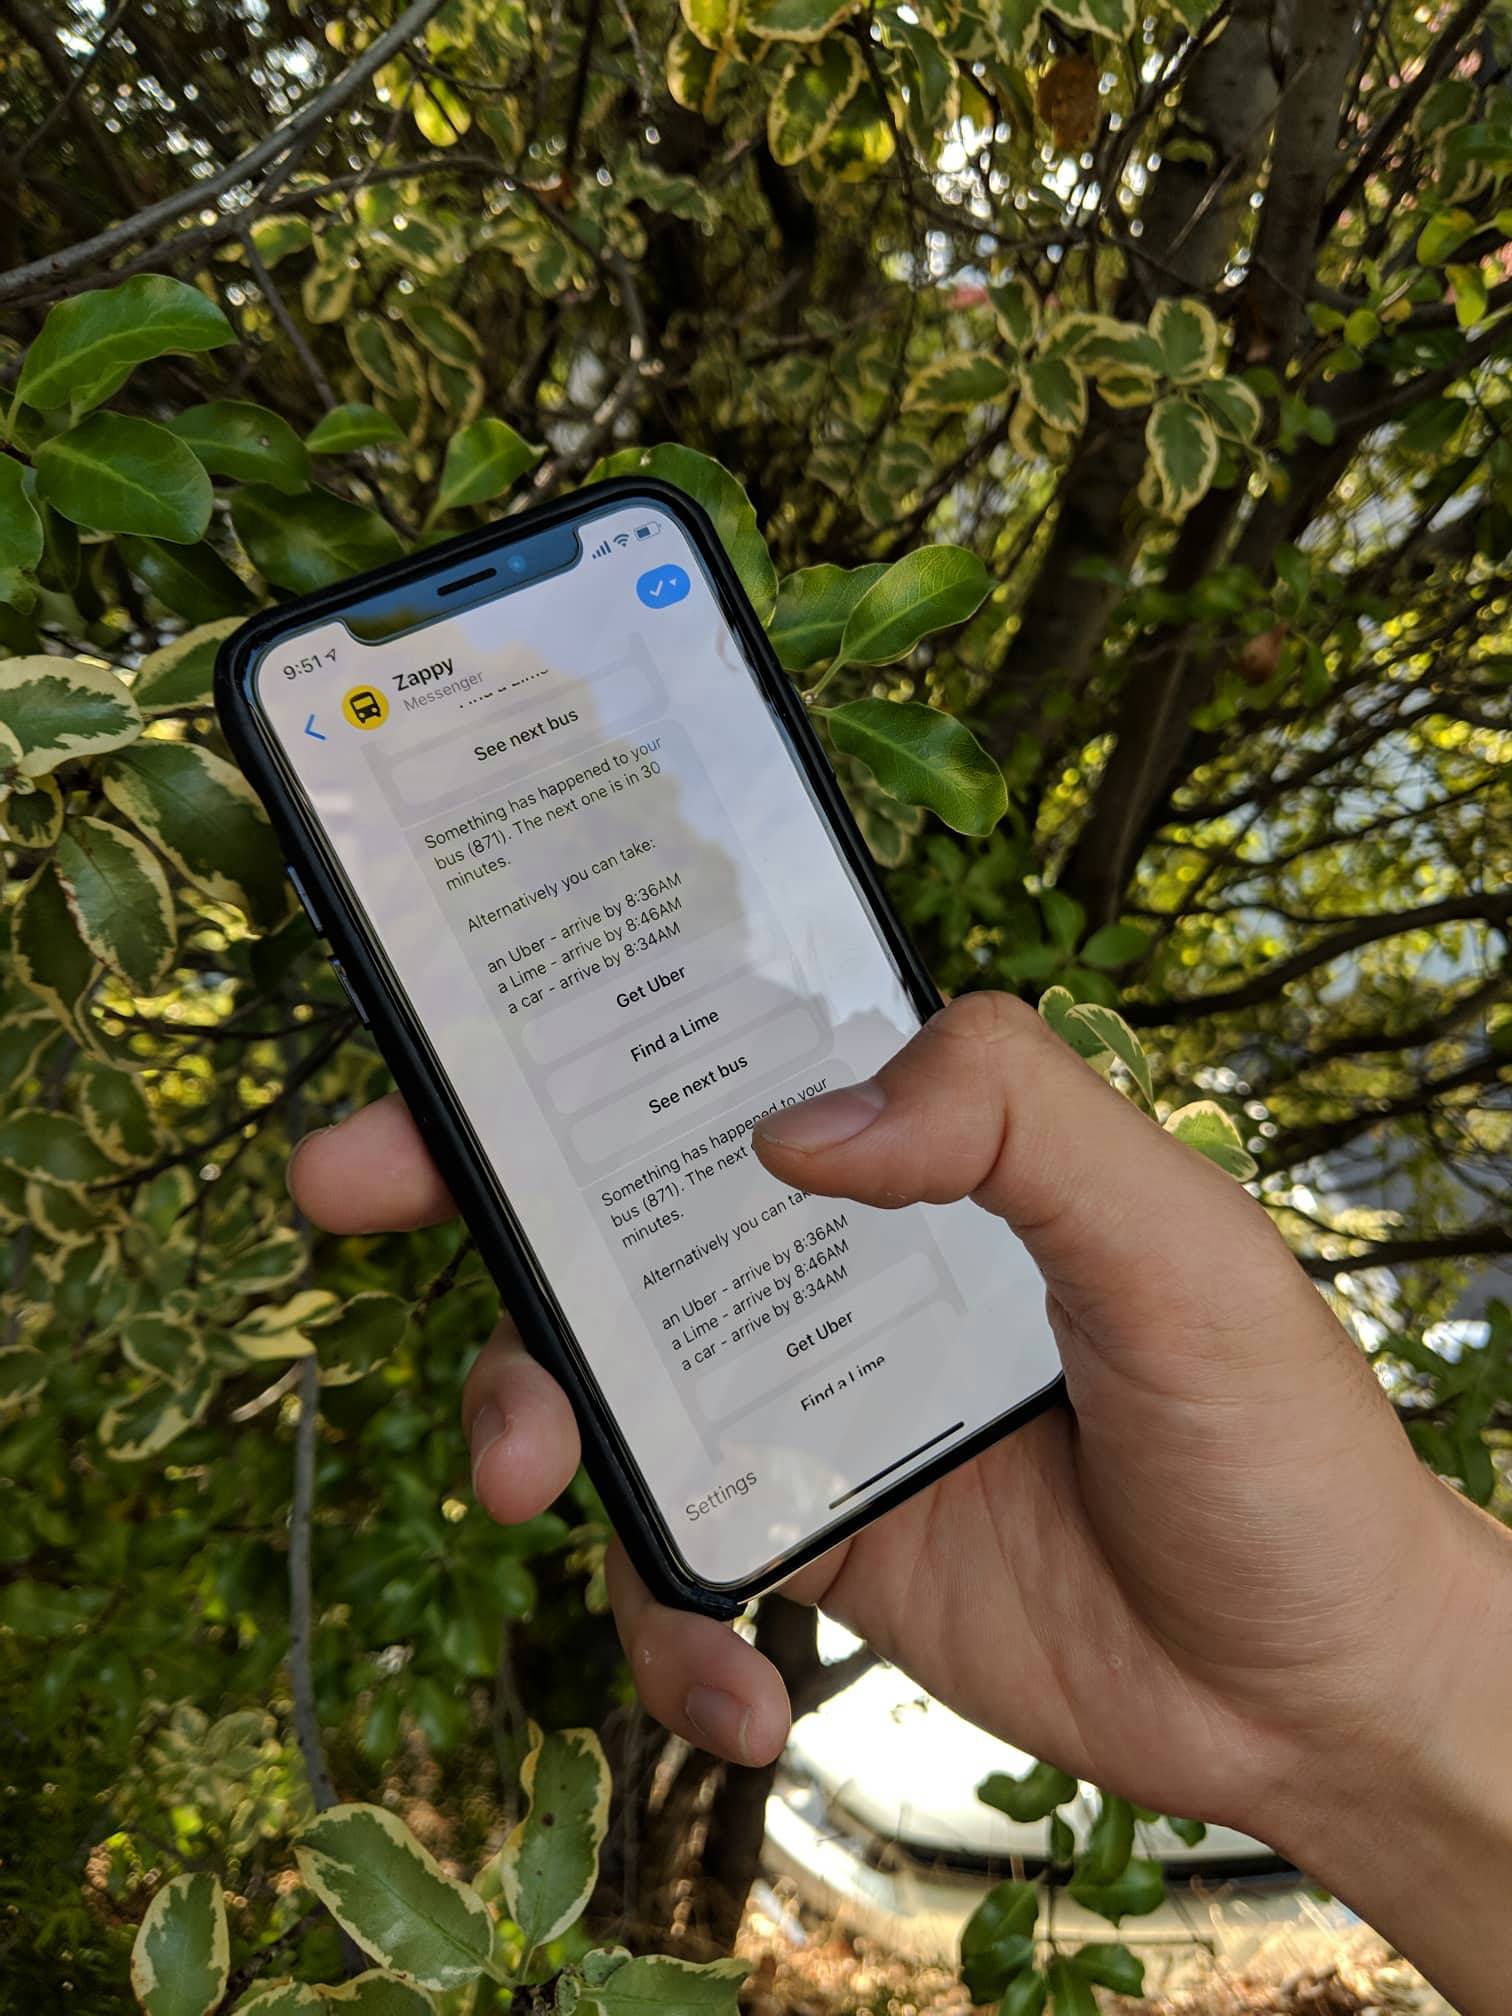 9:51
Zappy
Messenger
See next bus
Something has happened to your
bus (871). The next one is in 30
minutes.
Alternatively you can take:
an Uber - arrive by 8:36AM
a Lime - arrive by 8:46AM
a car - arrive by 8:34AM
Get Uber
Find a Lime
See next bus
Something has happened to your
bus (871). The next
minutes.
Alternatively you can
an Uber - arrive by 8:36AM
a Lime - arrive by 8:46AM
a car - arrive by 8:34AM
Get Uber
Find a Lime
Settings